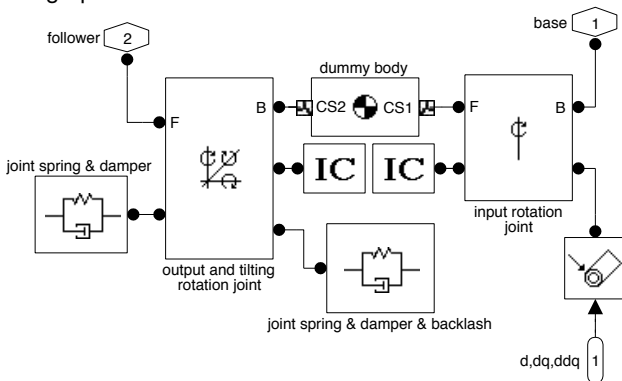 base
1
follower
2
dummy body
B
CS2
CS1
F
B
F
joint spring & damper
IC
IC
input rotation
joint
output and tilting
rotation joint
joint spring & damper & backlash
d,dq,ddq
1